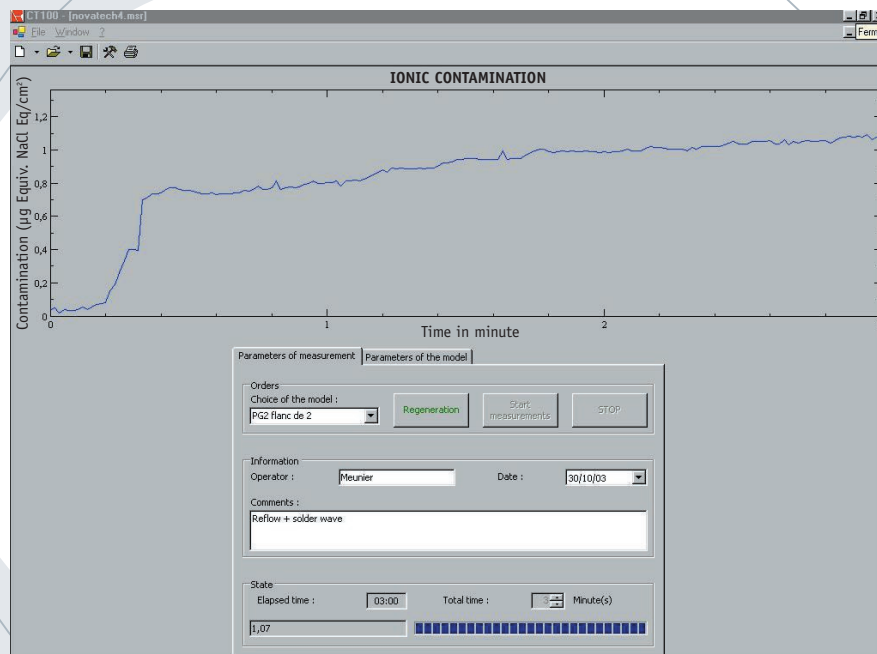 CT100 - [novatech4.msr]
File Window ?
Ferm
IONIC CONTAMINATION
Contamination (µg Equiv. NaCl Eq/cm²)
1,2
1
0,8
0,6
0,4
0,2
0
0 1 2
Time in minute
Parameters of measurement Parameters of the model
Orders
Choice of the model :
PG2 flanc de 2
Regeneration
Start
measurements
STOP
Information
Operator : Meunier Date : 30/10/03
Comments :
Reflow + solder wave
State
Elapsed time : 03:00 Total time : 3 Minute(s)
1,07